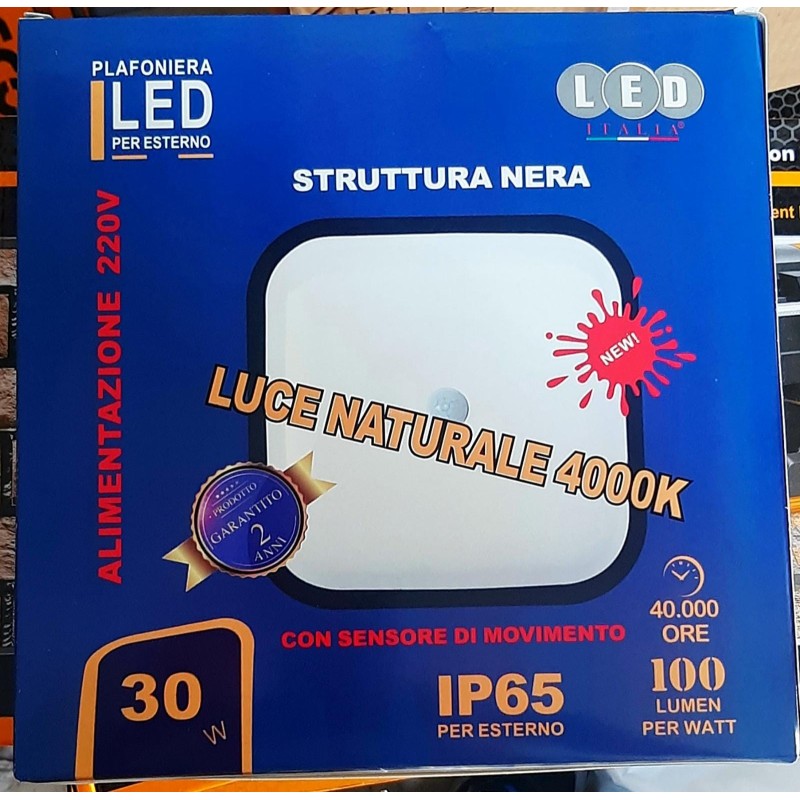 PLAFONIERA
LED
PER ESTERNO
LED
ITALIA®
STRUTTURA NERA
ALIMENTAZIONE 220V
NEW!
LUCE NATURALE 4000K
PRODOTTO
GARANTITO
2
ANNI
CON SENSORE DI MOVIMENTO
40.000
ORE
30
W
IP65
PER ESTERNO
100
LUMEN
PER WATT
on